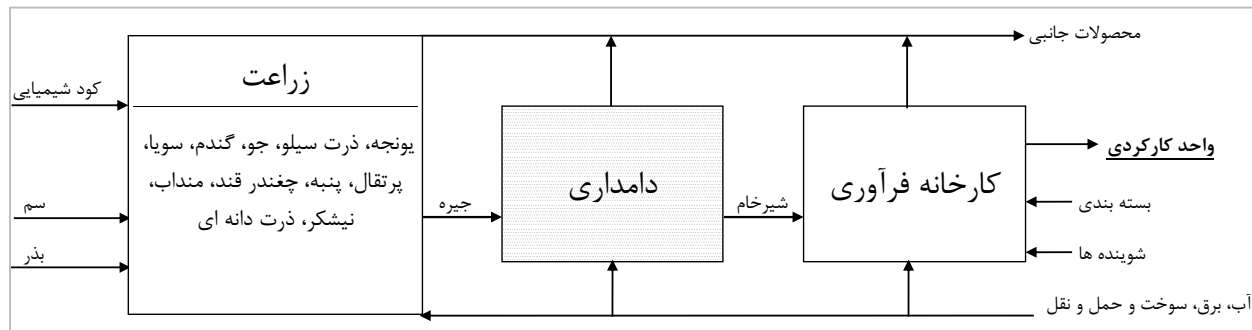 محصولات جانبی
زراعت
کود شیمیایی
یونجه، ذرت سیلو، جو، گندم، سویا،
پرتقال، پنبه، چغندر قند، منداب،
نیشکر، ذرت دانه ای
سم
بذر
جیره
دامداری
شیرخام
کارخانه فرآوری
واحد کارکردی
بسته بندی
شوینده ها
آب، برق، سوخت و حمل و نقل